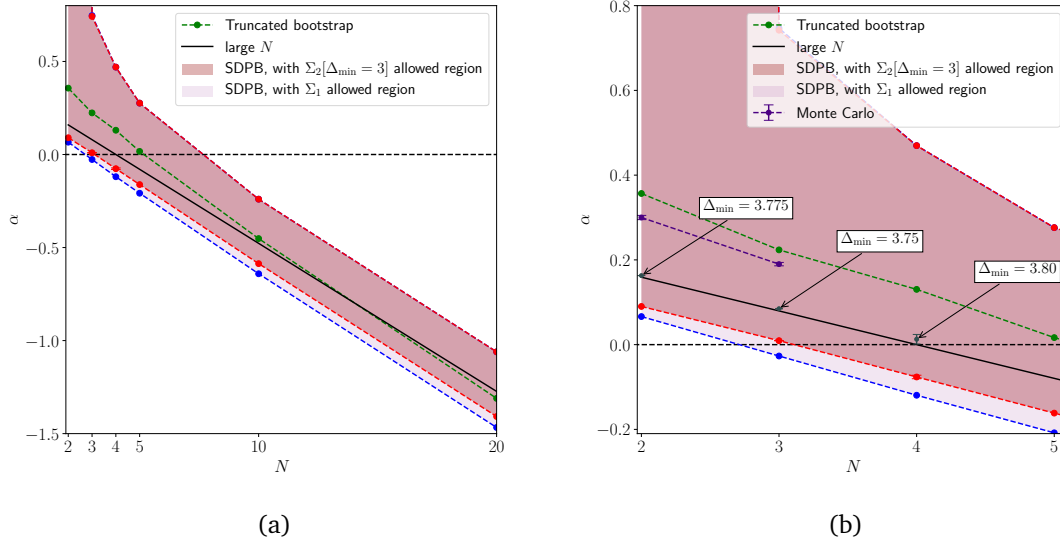 Truncated bootstrap
large N
SDPB, with Σ₂[Δmin = 3] allowed region
SDPB, with Σ₁ allowed region
0.5
0.0
−0.5
−1.0
−1.5
α
2 3 4 5 10 20
N
(a)
Truncated bootstrap
large N
SDPB, with Σ₂[Δmin = 3] allowed region
SDPB, with Σ₁ allowed region
Monte Carlo
0.8
0.6
0.4
0.2
0.0
−0.2
α
Δmin = 3.775
Δmin = 3.75
Δmin = 3.80
2 3 4 5
N
(b)